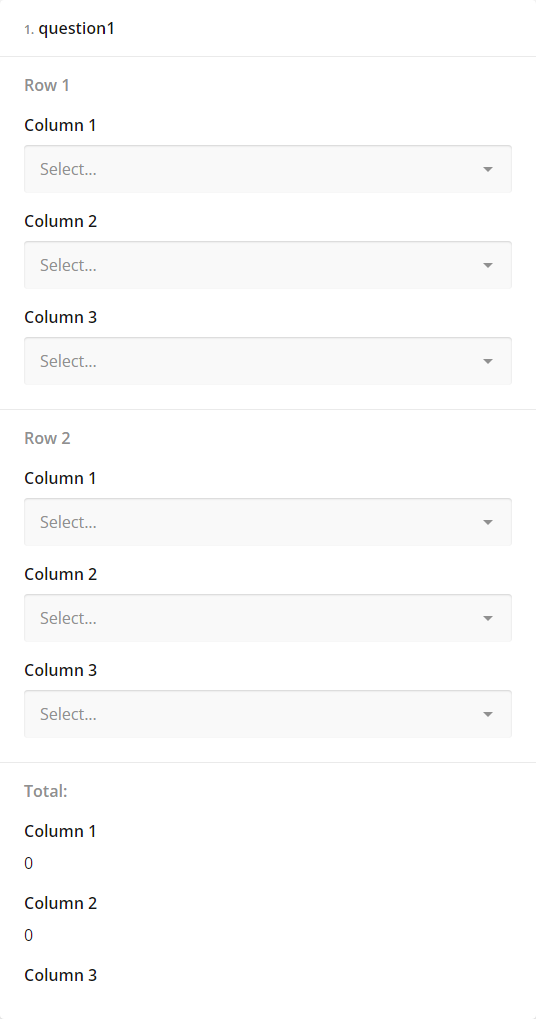 1. question1
Row 1
Column 1
Select...
Column 2
Select...
Column 3
Select...
Row 2
Column 1
Select...
Column 2
Select...
Column 3
Select...
Total:
Column 1
0
Column 2
0
Column 3